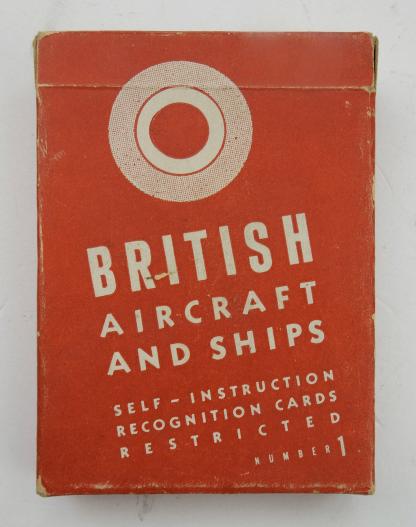 BRITISH
AIRCRAFT
AND SHIPS
SELF-INSTRUCTION
RECOGNITION CARDS
RESTRICTED
NUMBER 1